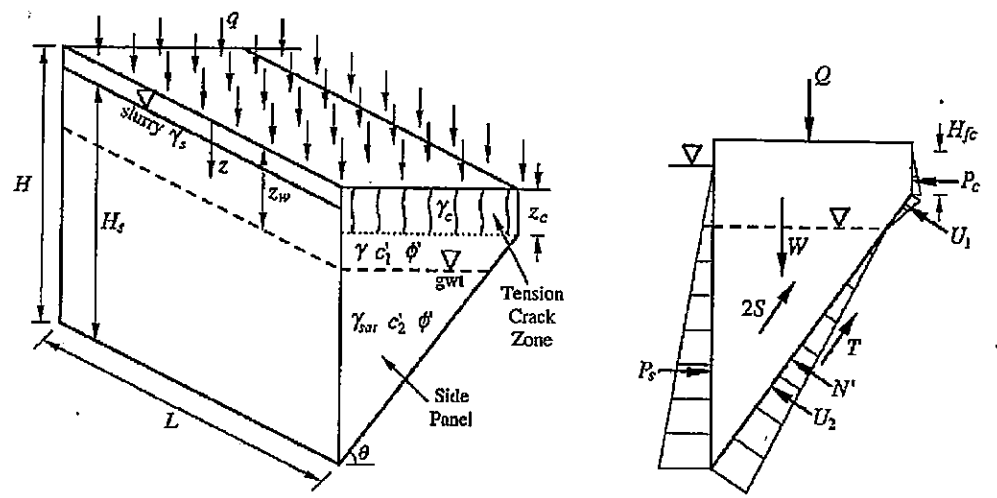 q
slurry γs
z
H
Hs
zw
γc
zc
γ c'1 ϕ'
gwt
γsat c'2 ϕ'
Tension
Crack
Zone
Side
Panel
L
θ
Q
Hfc
Pc
U1
W
2S
T
Ps
N'
U2